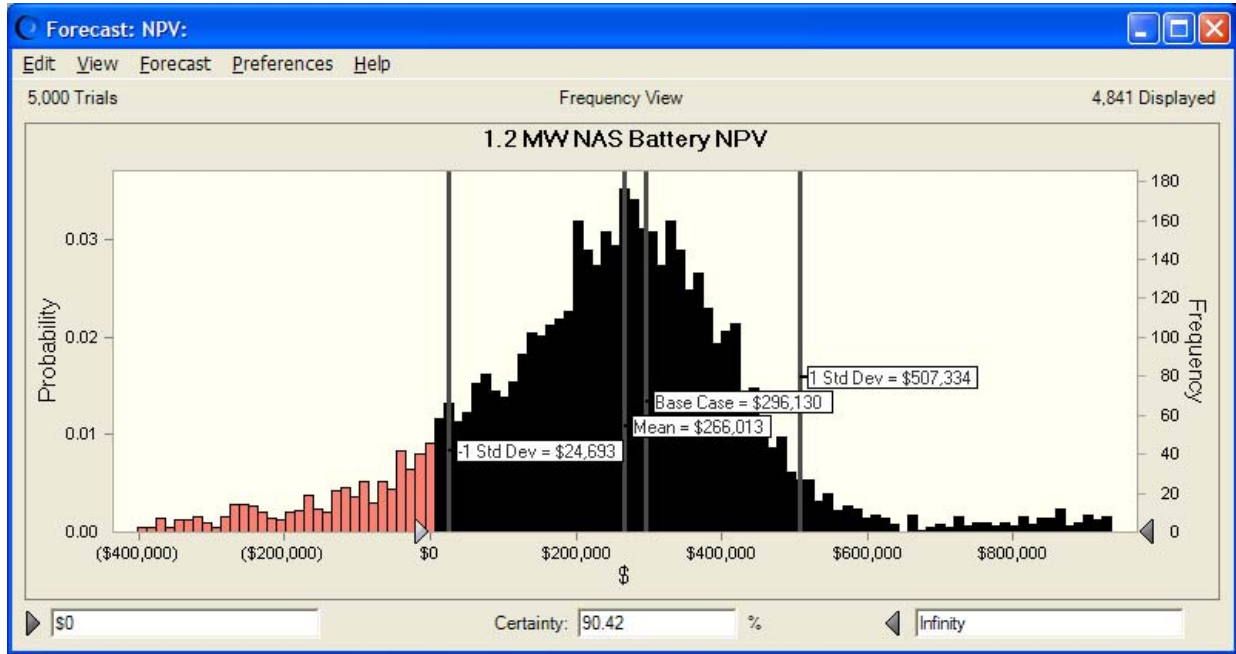 Forecast: NPV:
Edit View Forecast Preferences Help
5,000 Trials Frequency View 4,841 Displayed
1.2 MW NAS Battery NPV
Probability
0.03
0.02
0.01
0.00
180
160
140
120
100
80
60
40
20
0
Frequency
1 Std Dev = $507,334
Base Case = $296,130
Mean = $266,013
-1 Std Dev = $24,693
($400,000) ($200,000) $0 $200,000 $400,000 $600,000 $800,000
$
$0 Certainty: 90.42 % Infinity